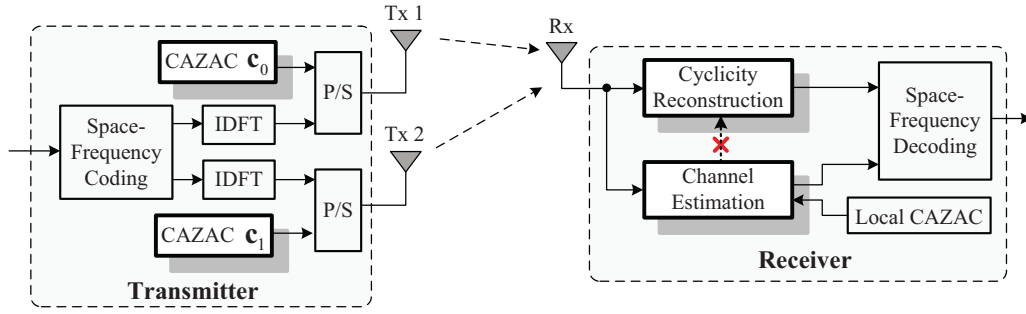 Tx 1
CAZAC c0
P/S
Space-
Frequency
Coding
IDFT
IDFT
Tx 2
P/S
CAZAC c1
Transmitter
Rx
Cyclicity
Reconstruction
Space-
Frequency
Decoding
Channel
Estimation
Local CAZAC
Receiver